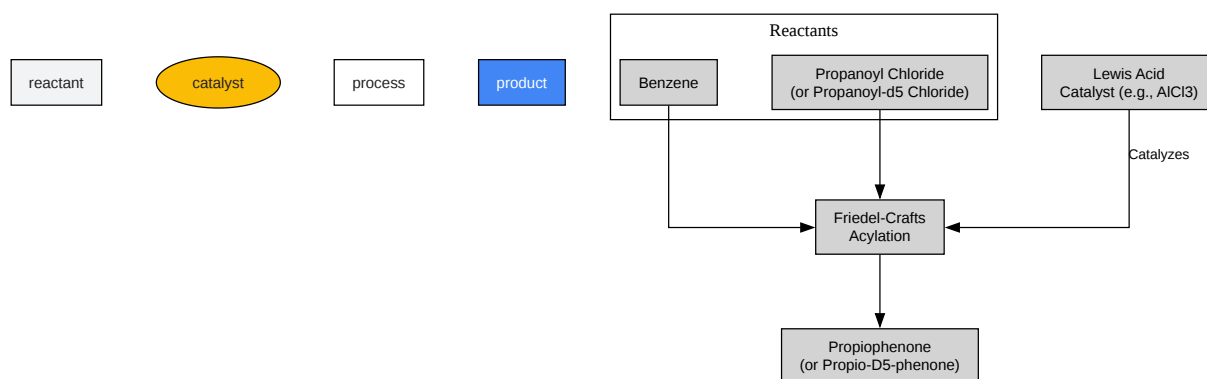 reactant
catalyst
process
product
Reactants
Benzene
Propanoyl Chloride
(or Propanoyl-d5 Chloride)
Lewis Acid
Catalyst (e.g., AlCl3)
Catalyzes
Friedel-Crafts
Acylation
Propiophenone
(or Propio-D5-phenone)